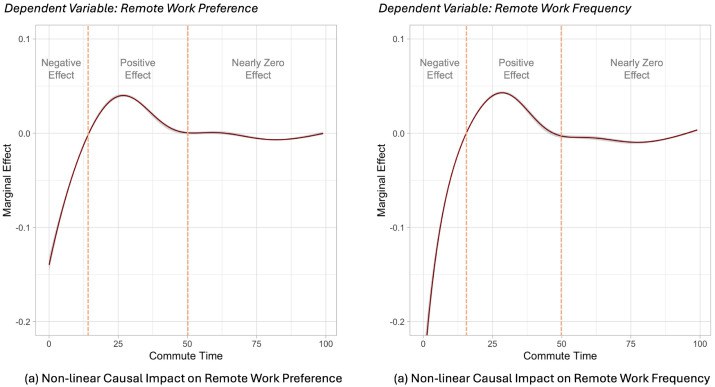 Dependent Variable: Remote Work Preference
0.1
0.0
-0.1
-0.2
Marginal Effect
Negative
Effect
Positive
Effect
Nearly Zero
Effect
0
25
50
75
100
Commute Time
(a) Non-linear Causal Impact on Remote Work Preference
Dependent Variable: Remote Work Frequency
0.1
0.0
-0.1
-0.2
Marginal Effect
Negative
Effect
Positive
Effect
Nearly Zero
Effect
0
25
50
75
100
Commute Time
(a) Non-linear Causal Impact on Remote Work Frequency